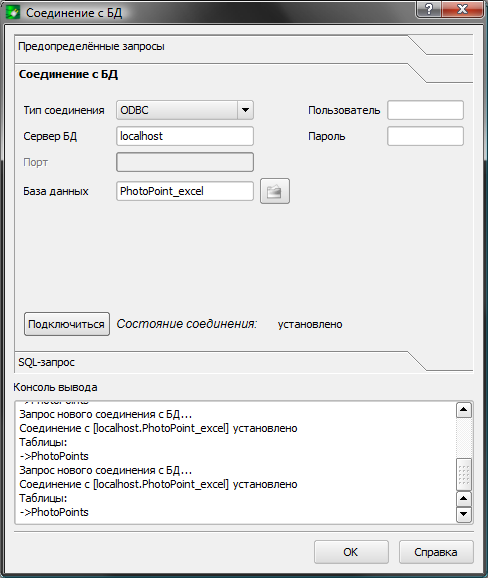 Соединение с БД
Предопределённые запросы
Соединение с БД
Тип соединения ODBC Пользователь
Сервер БД localhost Пароль
Порт
База данных PhotoPoint_excel
Подключиться Состояние соединения: установлено
SQL-запрос
Консоль вывода
->PhotoPoints
Запрос нового соединения с БД...
Соединение с [localhost.PhotoPoint_excel] установлено
Таблицы:
->PhotoPoints
Запрос нового соединения с БД...
Соединение с [localhost.PhotoPoint_excel] установлено
Таблицы:
->PhotoPoints
OK Справка